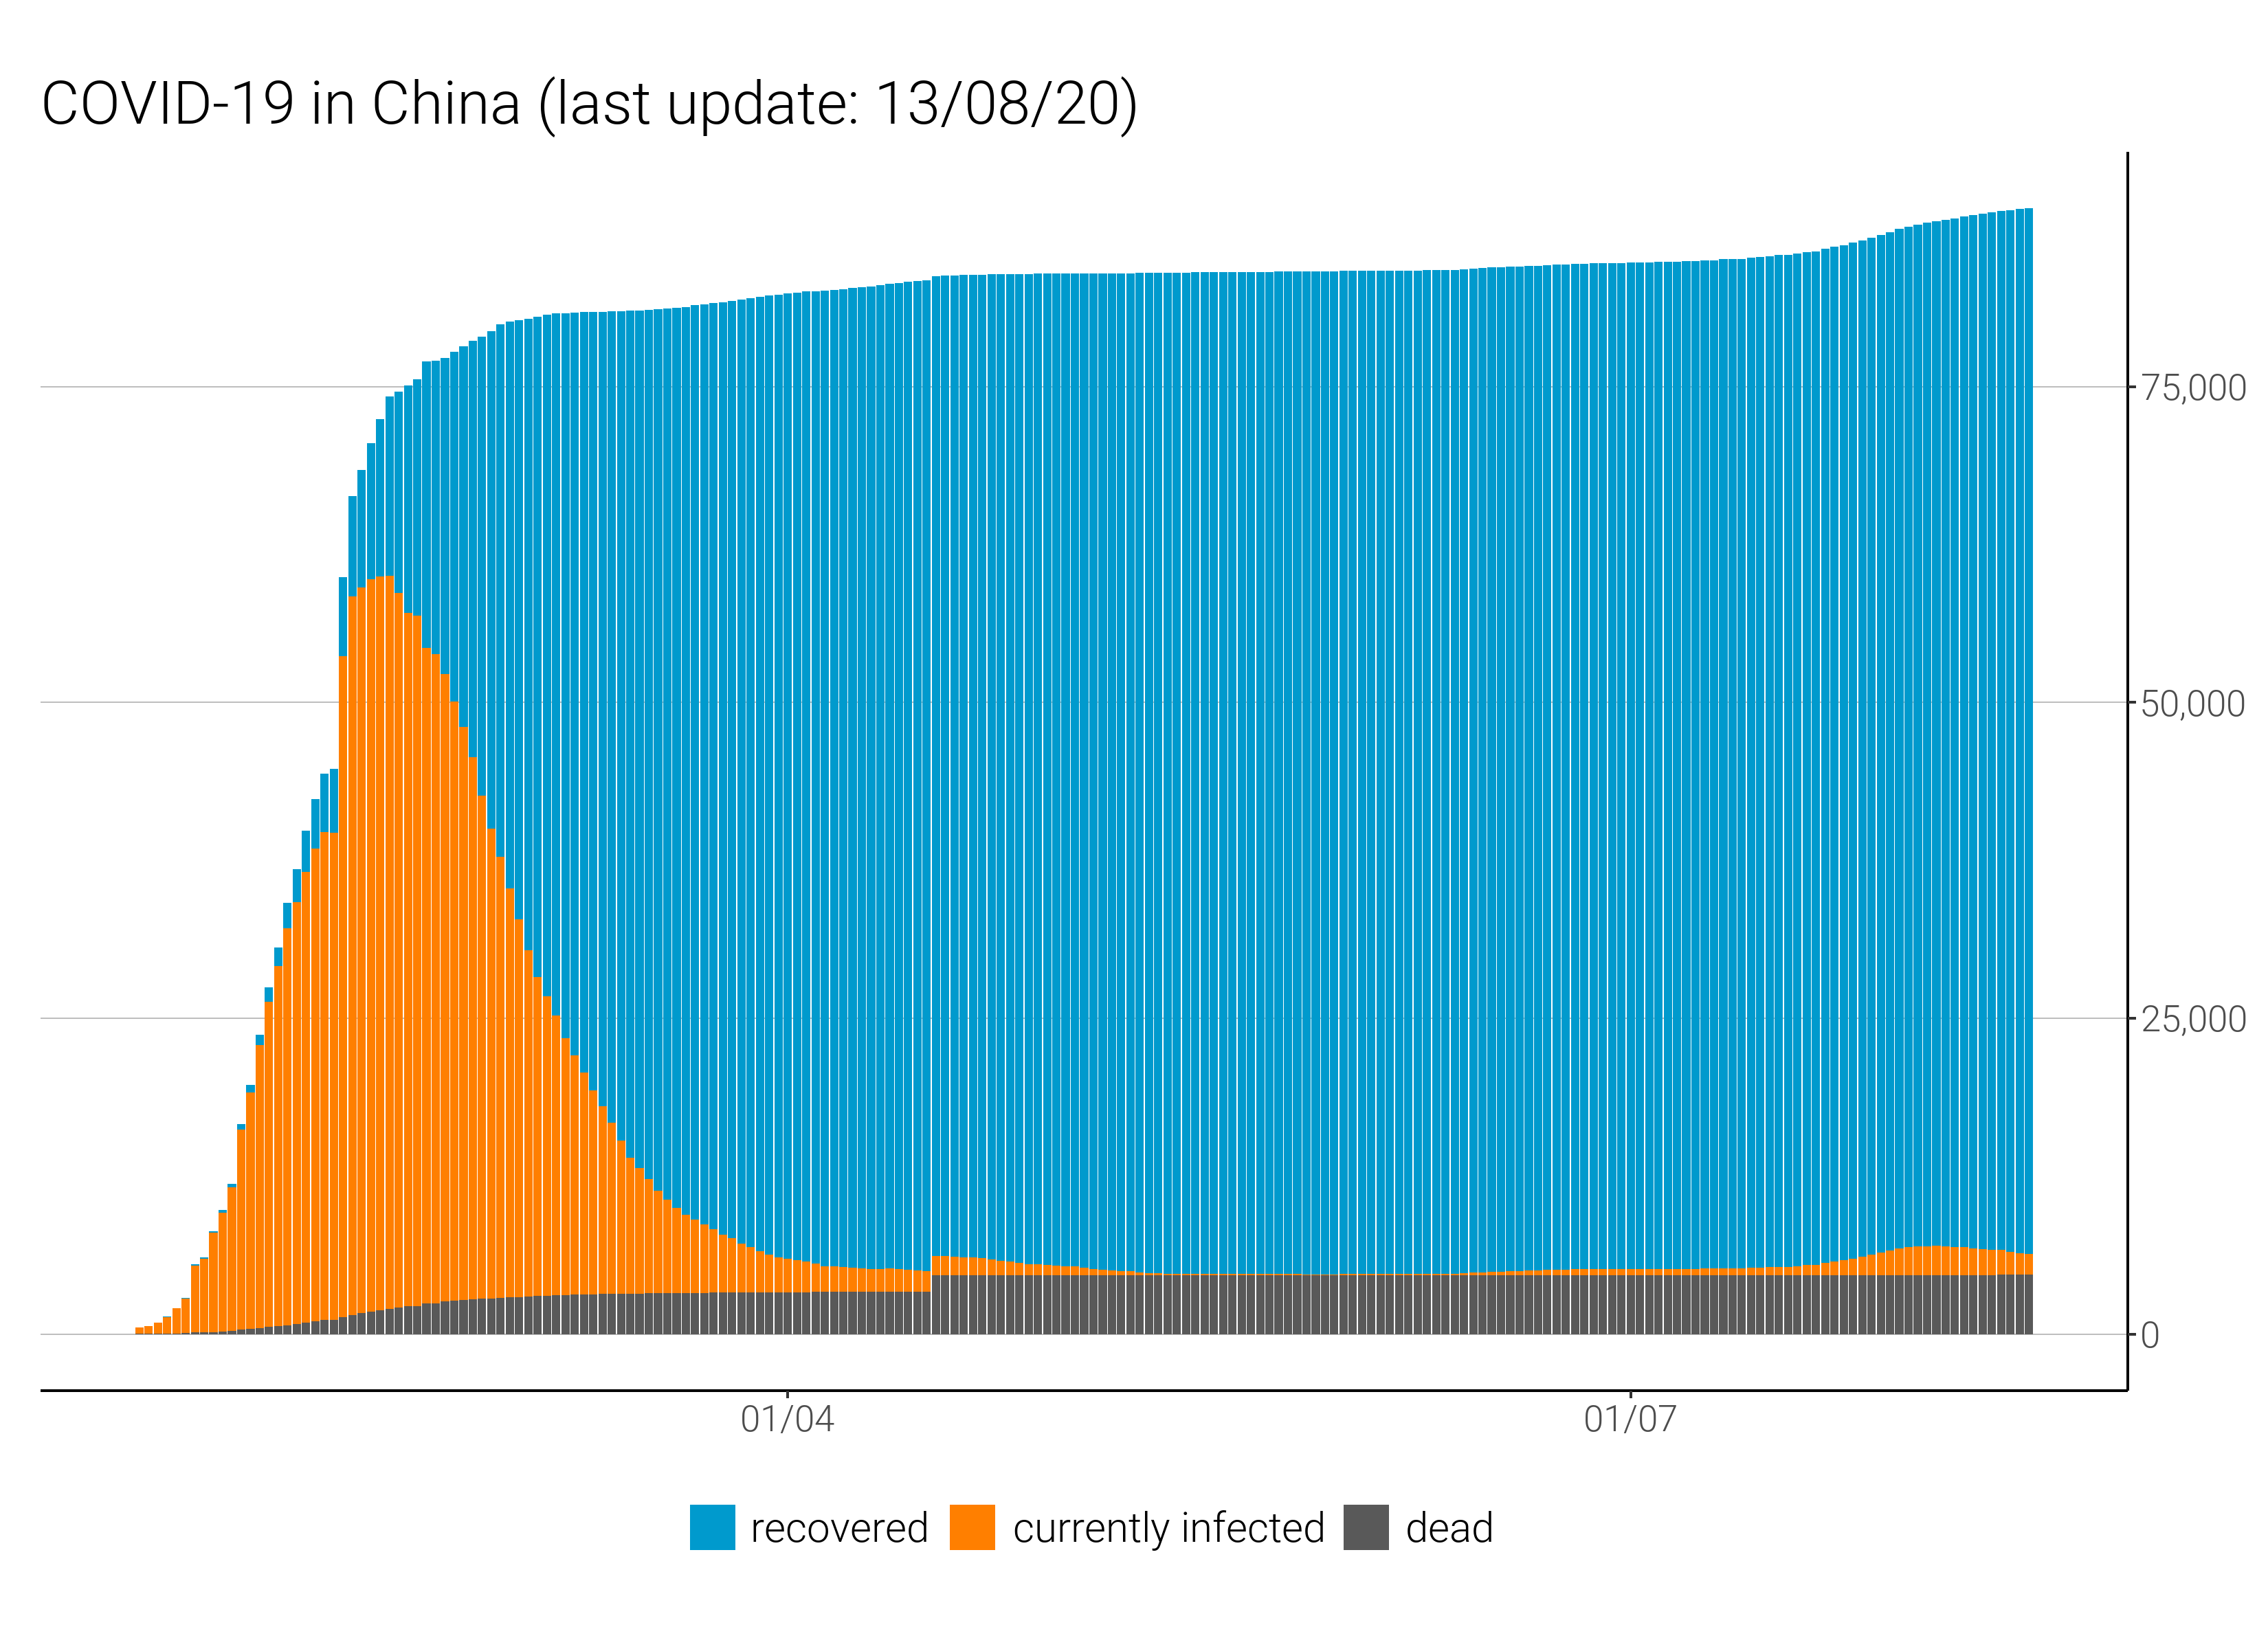 COVID-19 in China (last update: 13/08/20)
75,000
50,000
25,000
0
01/04 01/07
recovered currently infected dead